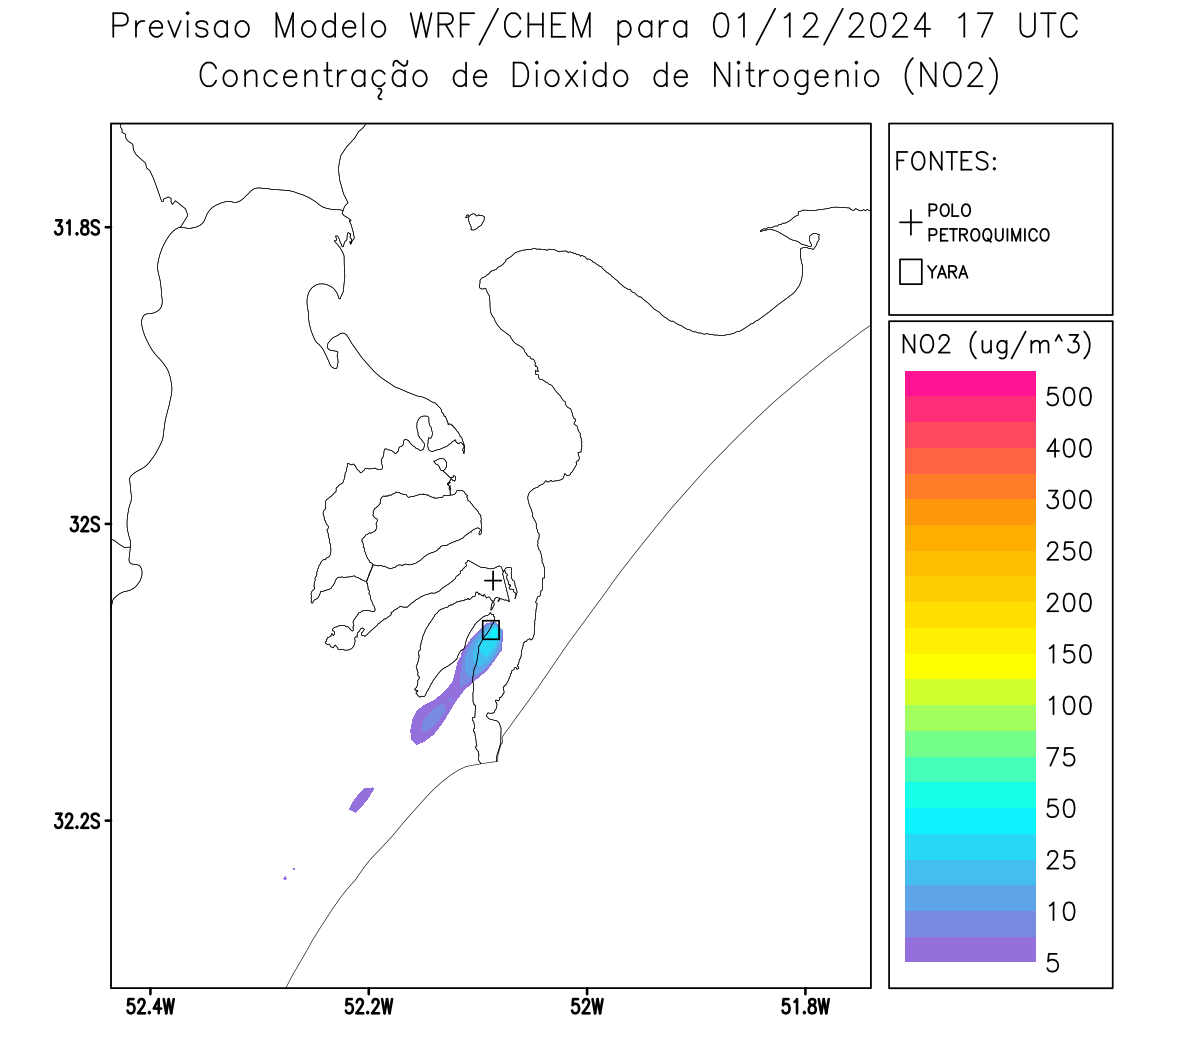 Previsao Modelo WRF/CHEM para 01/12/2024 17 UTC
Concentração de Dioxido de Nitrogenio (NO2)
FONTES:
POLO
PETROQUIMICO
YARA
NO2 (ug/m^3)
500
400
300
250
200
150
100
75
50
25
10
5
31.8S
32S
32.2S
52.4W
52.2W
52W
51.8W